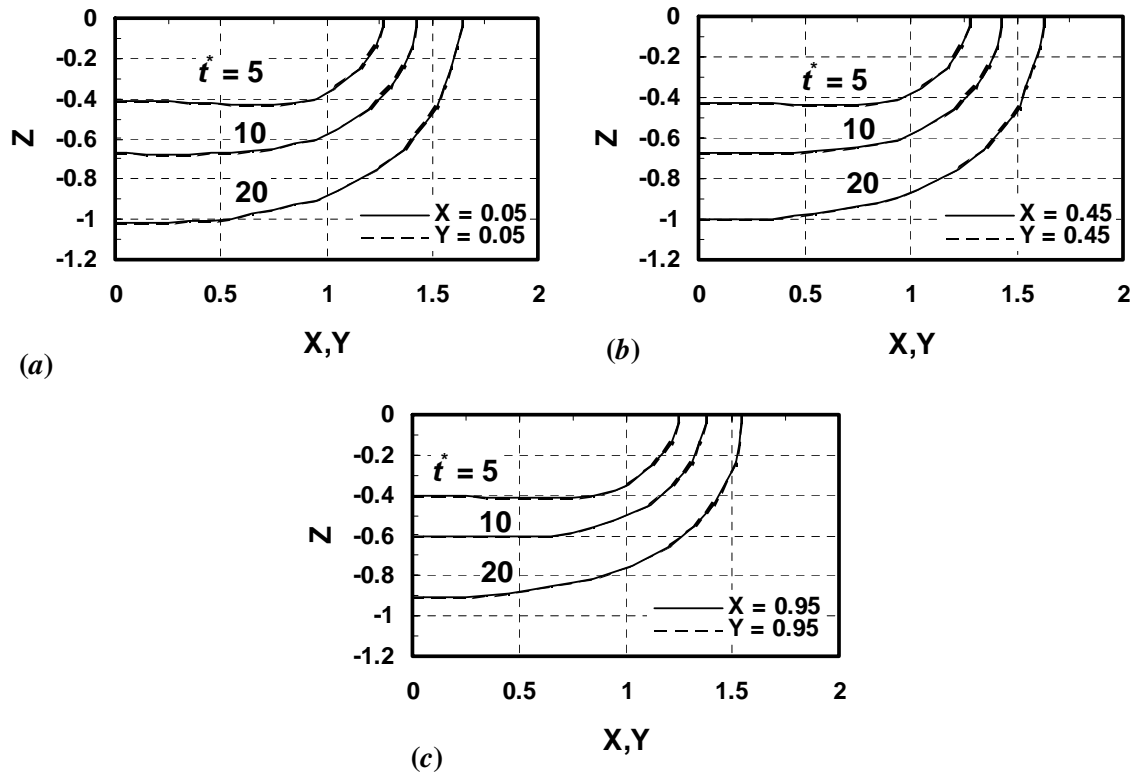 0
-0.2
-0.4
-0.6
-0.8
-1
-1.2
Z
t* = 5
10
20
X = 0.05
Y = 0.05
0 0.5 1 1.5 2
X,Y
(a)
0
-0.2
-0.4
-0.6
-0.8
-1
-1.2
Z
t* = 5
10
20
X = 0.45
Y = 0.45
0 0.5 1 1.5 2
X,Y
(b)
0
-0.2
-0.4
-0.6
-0.8
-1
-1.2
Z
t* = 5
10
20
X = 0.95
Y = 0.95
0 0.5 1 1.5 2
X,Y
(c)